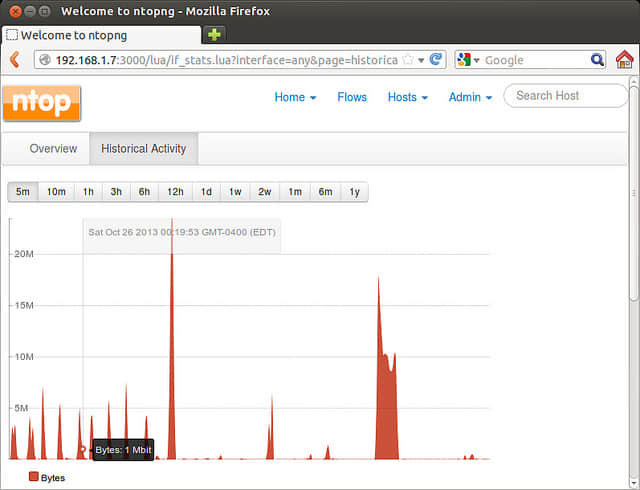 Welcome to ntopng - Mozilla Firefox
Welcome to ntopng
192.168.1.7:3000/lua/if_stats.lua?interface=any&page=historica
Google
ntop
Home
Flows
Hosts
Admin
Search Host
Overview
Historical Activity
5m 10m 1h 3h 6h 12h 1d 1w 2w 1m 6m 1y
Sat Oct 26 2013 00:19:53 GMT-0400 (EDT)
20M
15M
10M
5M
Bytes: 1 Mbit
Bytes